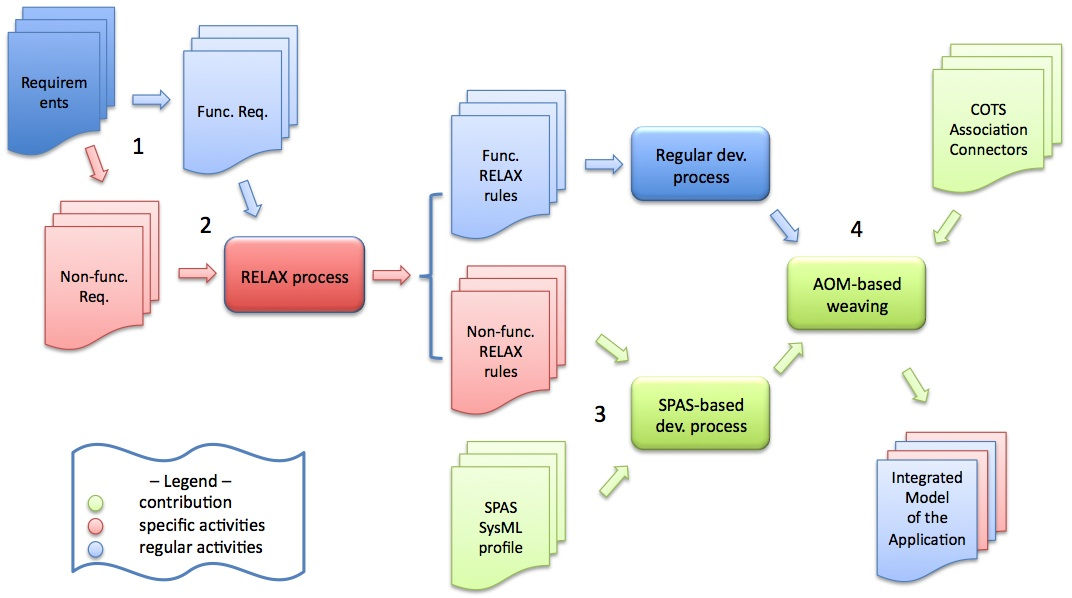 Requirem
ents
1
Func. Req.
2
Non-func.
Req.
RELAX process
Func.
RELAX
rules
Non-func.
RELAX
rules
Regular dev.
process
COTS
Association
Connectors
4
AOM-based
weaving
3
SPAS-based
dev. process
SPAS
SysML
profile
Integrated
Model
of the
Application
– Legend –
contribution
specific activities
regular activities